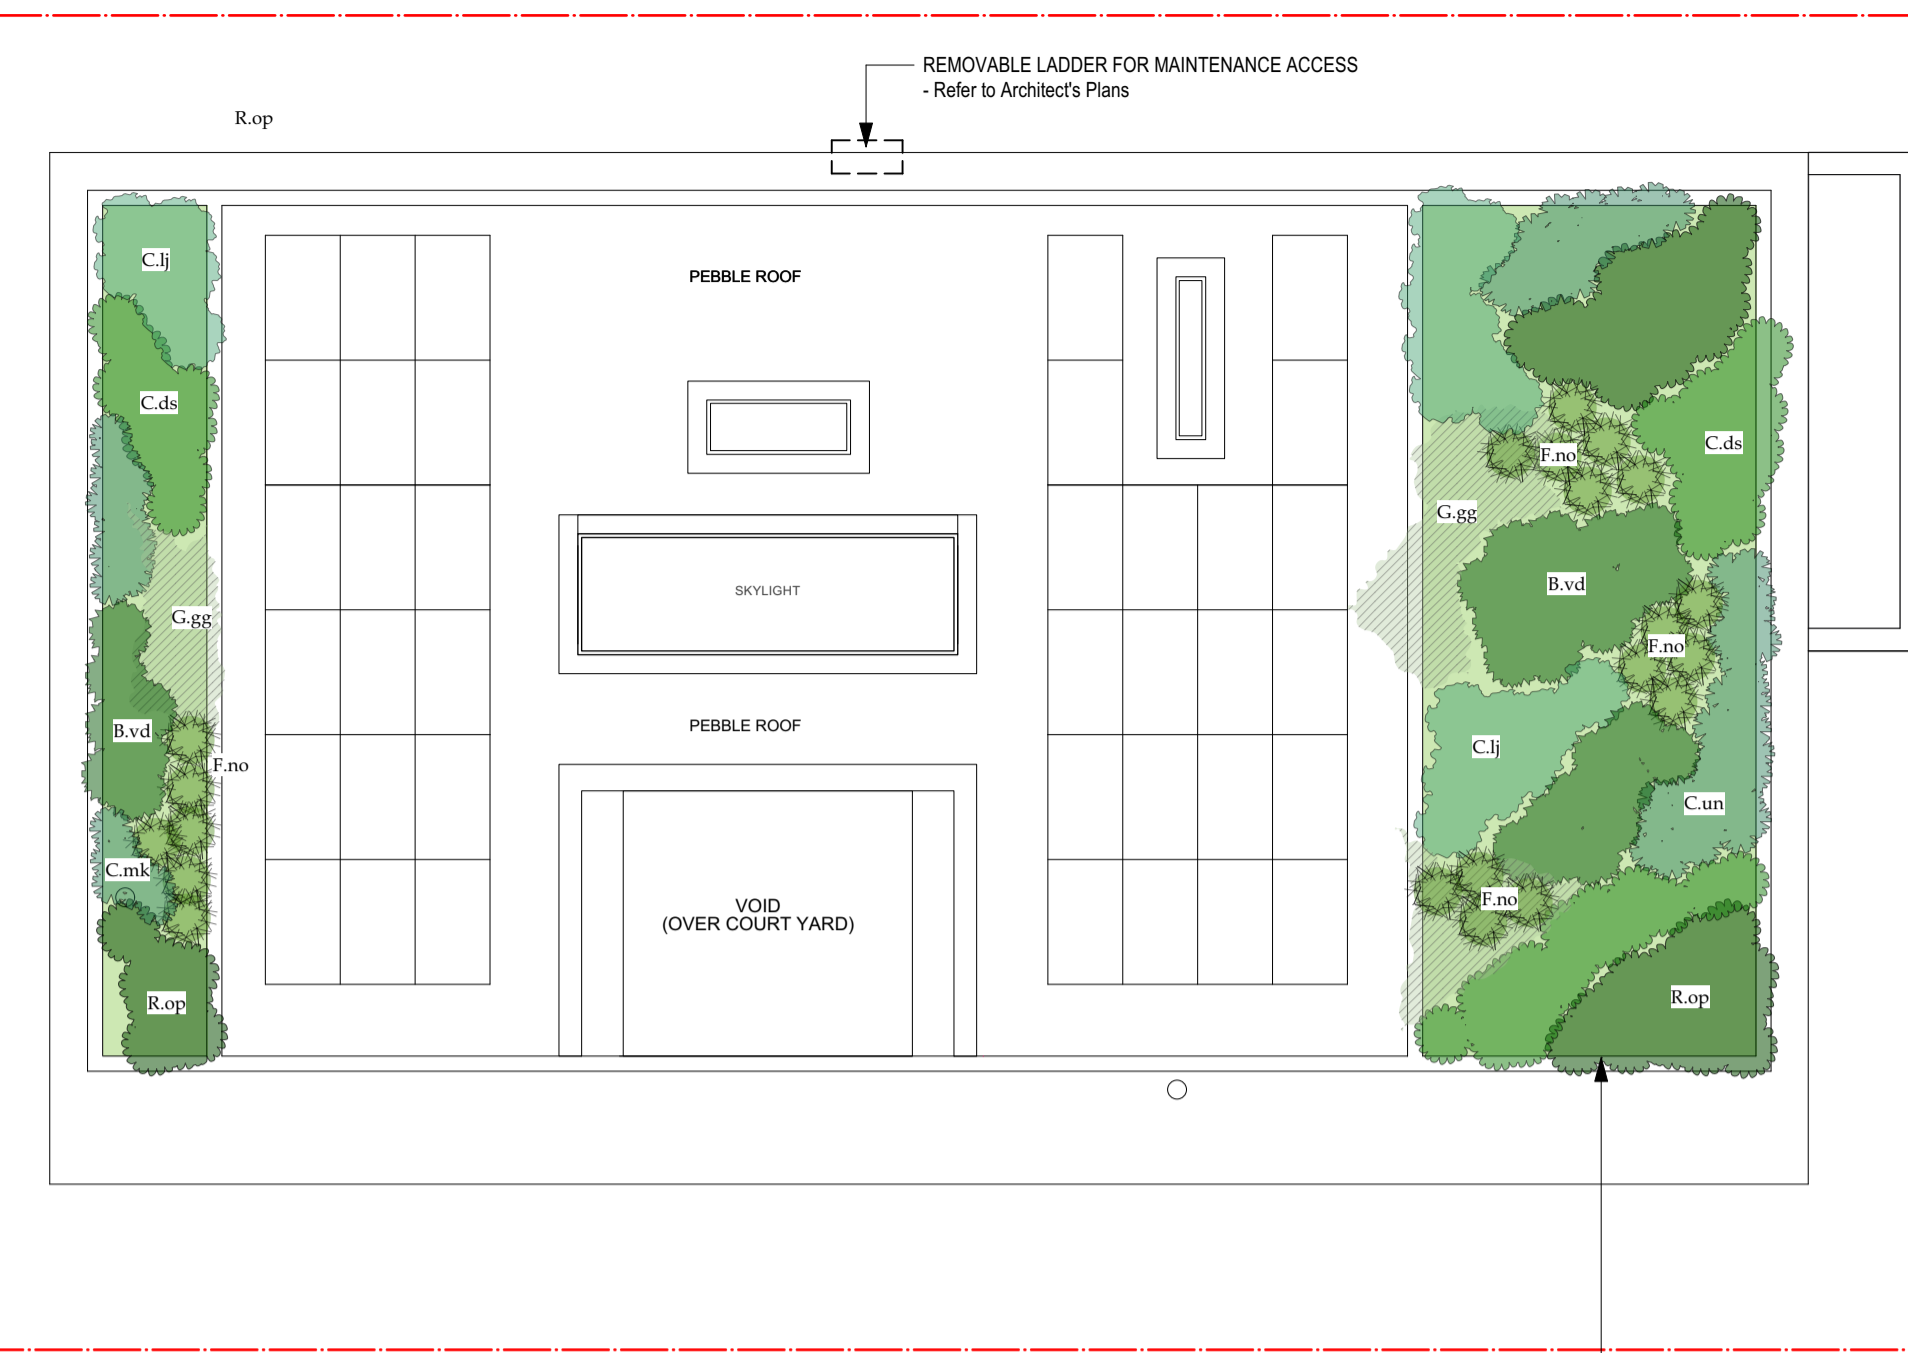 REMOVABLE LADDER FOR MAINTENANCE ACCESS
- Refer to Architect's Plans
R.op
C.lj
PEBBLE ROOF
C.ds
C.ds
F.no
G.gg
B.vd
SKYLIGHT
G.gg
F.no
PEBBLE ROOF
B.vd
C.lj
F.no
C.un
C.mk
F.no
VOID
(OVER COURT YARD)
R.op
R.op